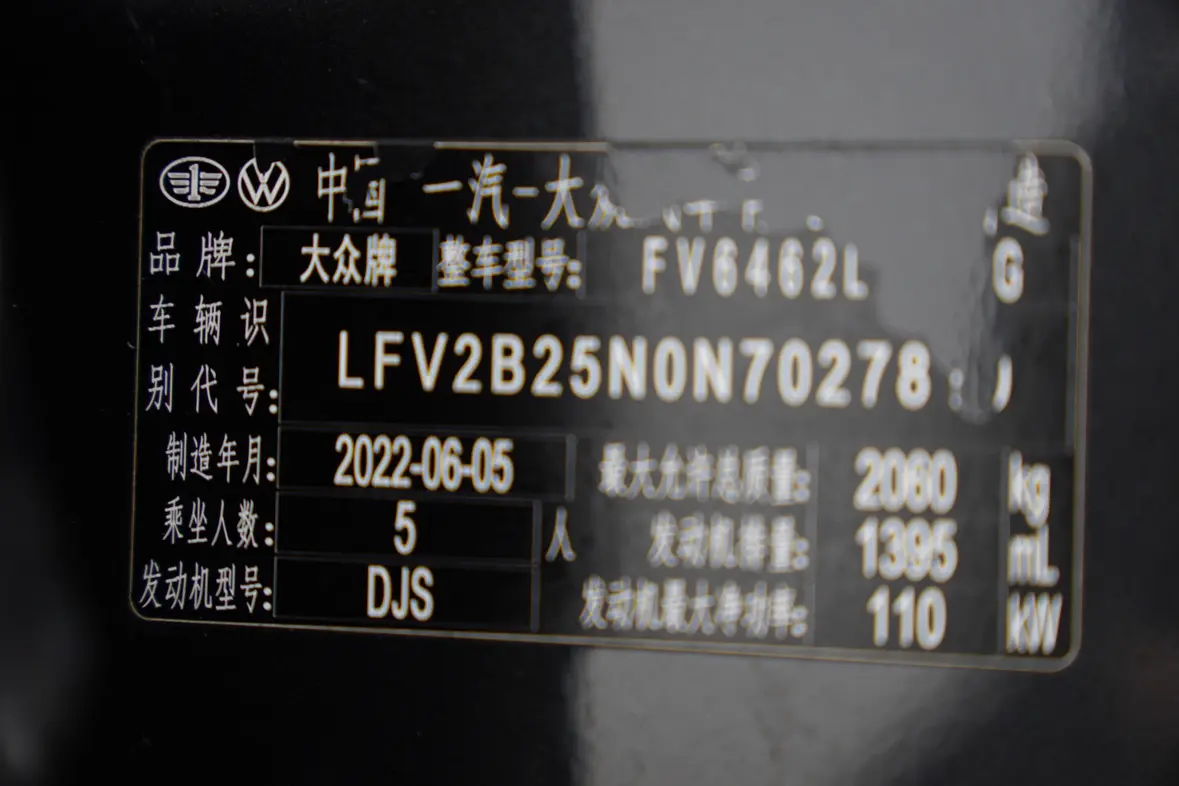 中国 一汽-大众 造
品牌: 大众牌 整车型号: FV6462L G
车辆识别代号: LFV2B25N0N70278
制造年月: 2022-06-05 最大允许总质量: 2060 kg
乘坐人数: 5 人 发动机排量: 1395 mL
发动机型号: DJS 发动机最大净功率: 110 kW